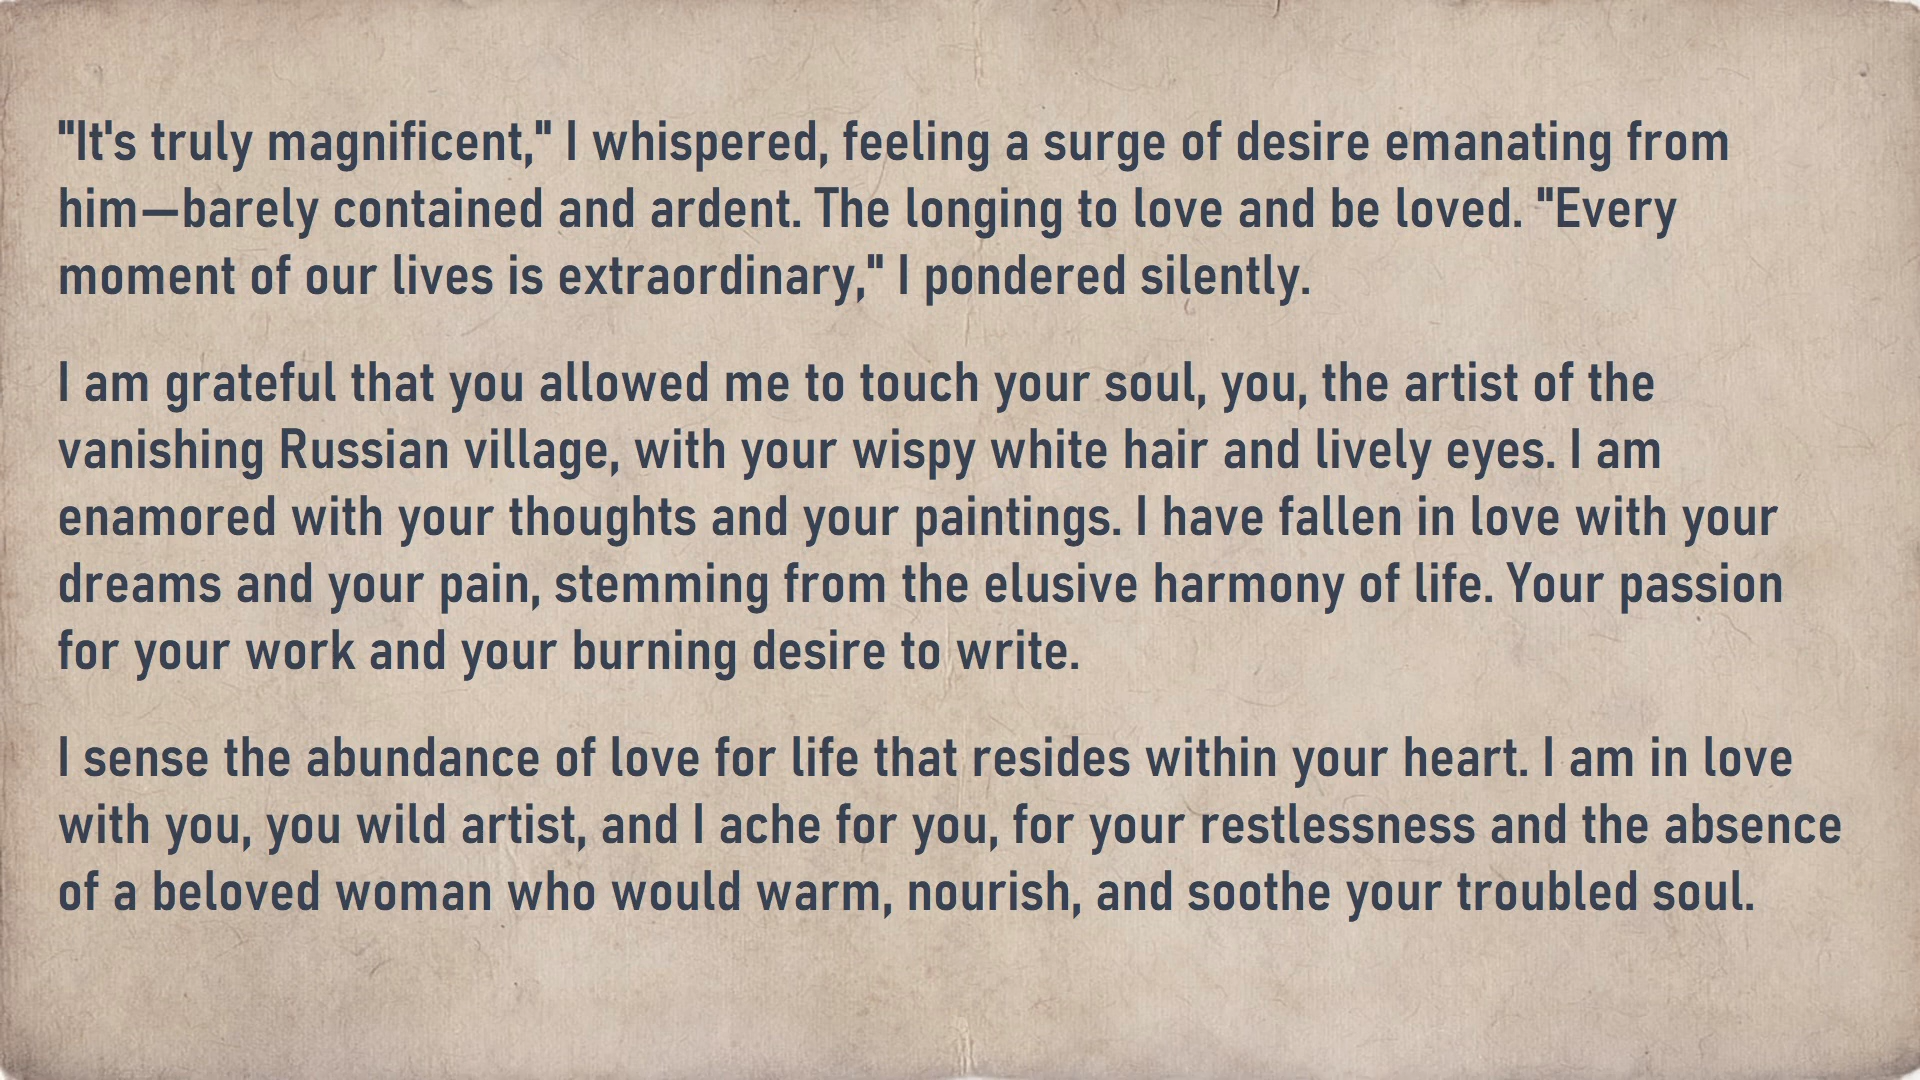 "It's truly magnificent," I whispered, feeling a surge of desire emanating from
him—barely contained and ardent. The longing to love and be loved. "Every
moment of our lives is extraordinary," I pondered silently.
I am grateful that you allowed me to touch your soul, you, the artist of the
vanishing Russian village, with your wispy white hair and lively eyes. I am
enamored with your thoughts and your paintings. I have fallen in love with your
dreams and your pain, stemming from the elusive harmony of life. Your passion
for your work and your burning desire to write.
I sense the abundance of love for life that resides within your heart. I am in love
with you, you wild artist, and I ache for you, for your restlessness and the absence
of a beloved woman who would warm, nourish, and soothe your troubled soul.